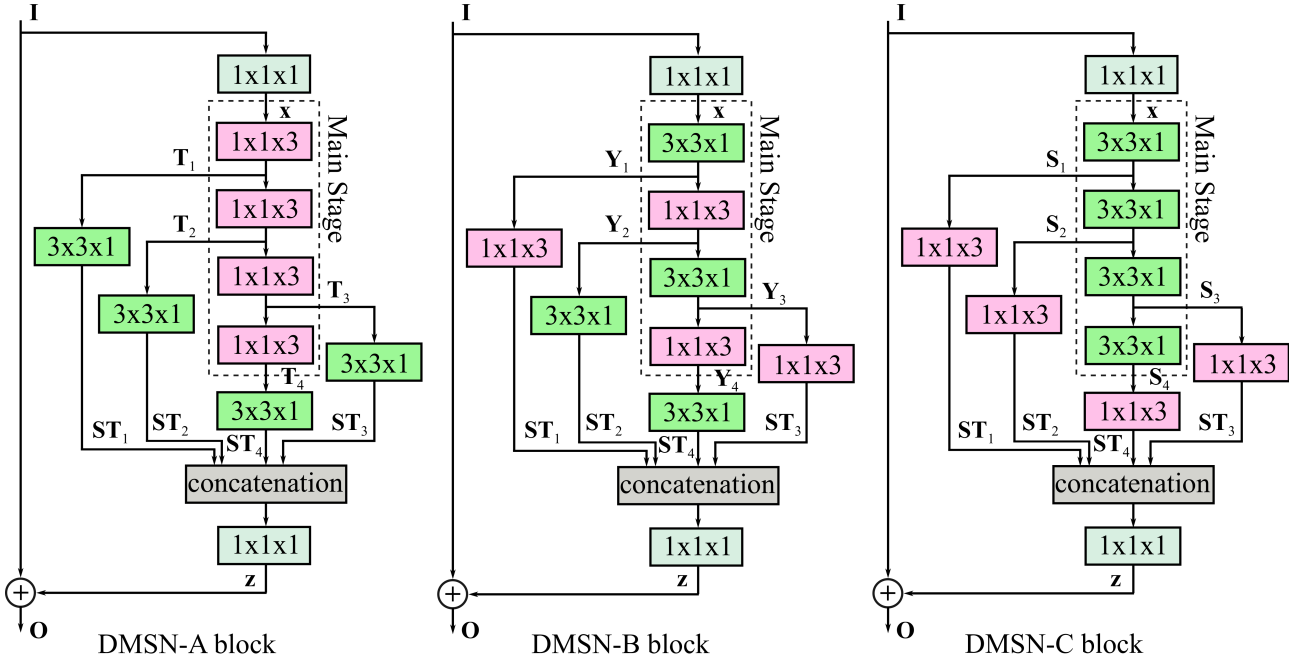 I
1x1x1
x
1x1x3
Main Stage
T1
1x1x3
T2
3x3x1
1x1x3
T3
3x3x1
1x1x3
3x3x1
T4
3x3x1
ST1
ST2
ST4
ST3
concatenation
1x1x1
z
+
O
DMSN-A block
I
1x1x1
x
3x3x1
Main Stage
Y1
1x1x3
Y2
1x1x3
3x3x1
Y3
3x3x1
1x1x3
1x1x3
Y4
3x3x1
ST1
ST2
ST4
ST3
concatenation
1x1x1
z
+
O
DMSN-B block
I
1x1x1
x
3x3x1
Main Stage
S1
3x3x1
S2
1x1x3
3x3x1
S3
1x1x3
3x3x1
1x1x3
S4
1x1x3
ST1
ST2
ST4
ST3
concatenation
1x1x1
z
+
O
DMSN-C block